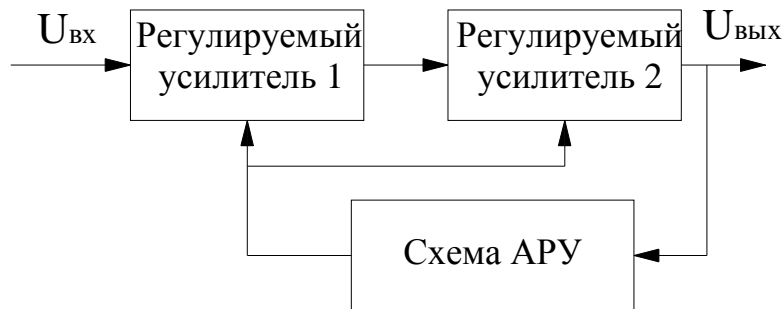 Uвх
Регулируемый
усилитель 1
Регулируемый
усилитель 2
Uвых
Схема АРУ